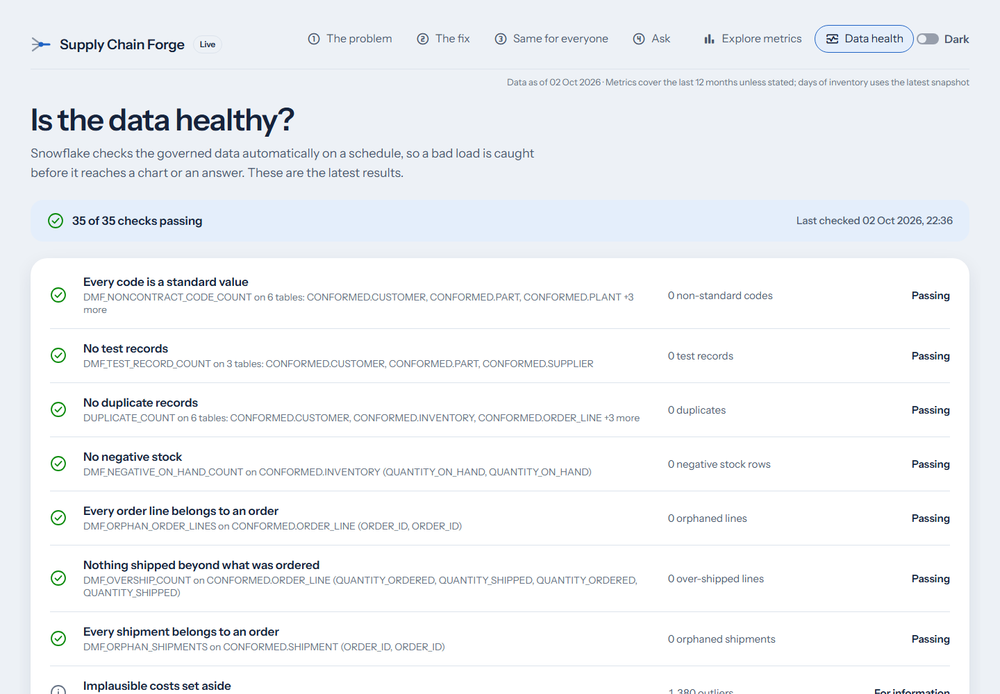 Supply Chain Forge
Live
1 The problem
2 The fix
3 Same for everyone
4 Ask
Explore metrics
Data health
Dark
Data as of 02 Oct 2026 · Metrics cover the last 12 months unless stated; days of inventory uses the latest snapshot
Is the data healthy?
Snowflake checks the governed data automatically on a schedule, so a bad load is caught
before it reaches a chart or an answer. These are the latest results.
35 of 35 checks passing
Last checked 02 Oct 2026, 22:36
Every code is a standard value
DMF_NONCONTRACT_CODE_COUNT on 6 tables: CONFORMED.CUSTOMER, CONFORMED.PART, CONFORMED.PLANT +3
more
0 non-standard codes
Passing
No test records
DMF_TEST_RECORD_COUNT on 3 tables: CONFORMED.CUSTOMER, CONFORMED.PART, CONFORMED.SUPPLIER
0 test records
Passing
No duplicate records
DUPLICATE_COUNT on 6 tables: CONFORMED.CUSTOMER, CONFORMED.INVENTORY, CONFORMED.ORDER_LINE +3 more
0 duplicates
Passing
No negative stock
DMF_NEGATIVE_ON_HAND_COUNT on CONFORMED.INVENTORY (QUANTITY_ON_HAND, QUANTITY_ON_HAND)
0 negative stock rows
Passing
Every order line belongs to an order
DMF_ORPHAN_ORDER_LINES on CONFORMED.ORDER_LINE (ORDER_ID, ORDER_ID)
0 orphaned lines
Passing
Nothing shipped beyond what was ordered
DMF_OVERSHIP_COUNT on CONFORMED.ORDER_LINE (QUANTITY_ORDERED, QUANTITY_SHIPPED, QUANTITY_ORDERED,
QUANTITY_SHIPPED)
0 over-shipped lines
Passing
Every shipment belongs to an order
DMF_ORPHAN_SHIPMENTS on CONFORMED.SHIPMENT (ORDER_ID, ORDER_ID)
0 orphaned shipments
Passing
Implausible costs set aside
1,380 outliers
For information